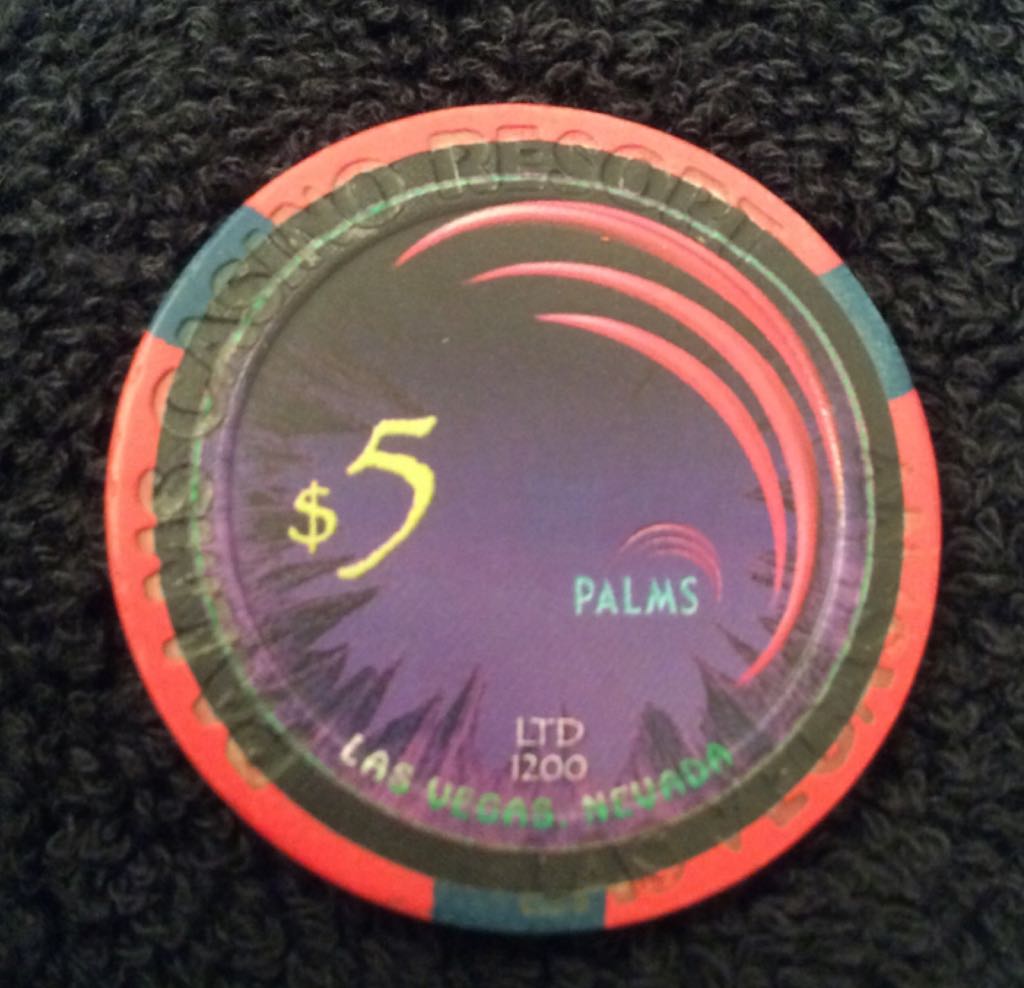 CASINO RESORT
$5
PALMS
LTD
1200
LAS VEGAS, NEVADA